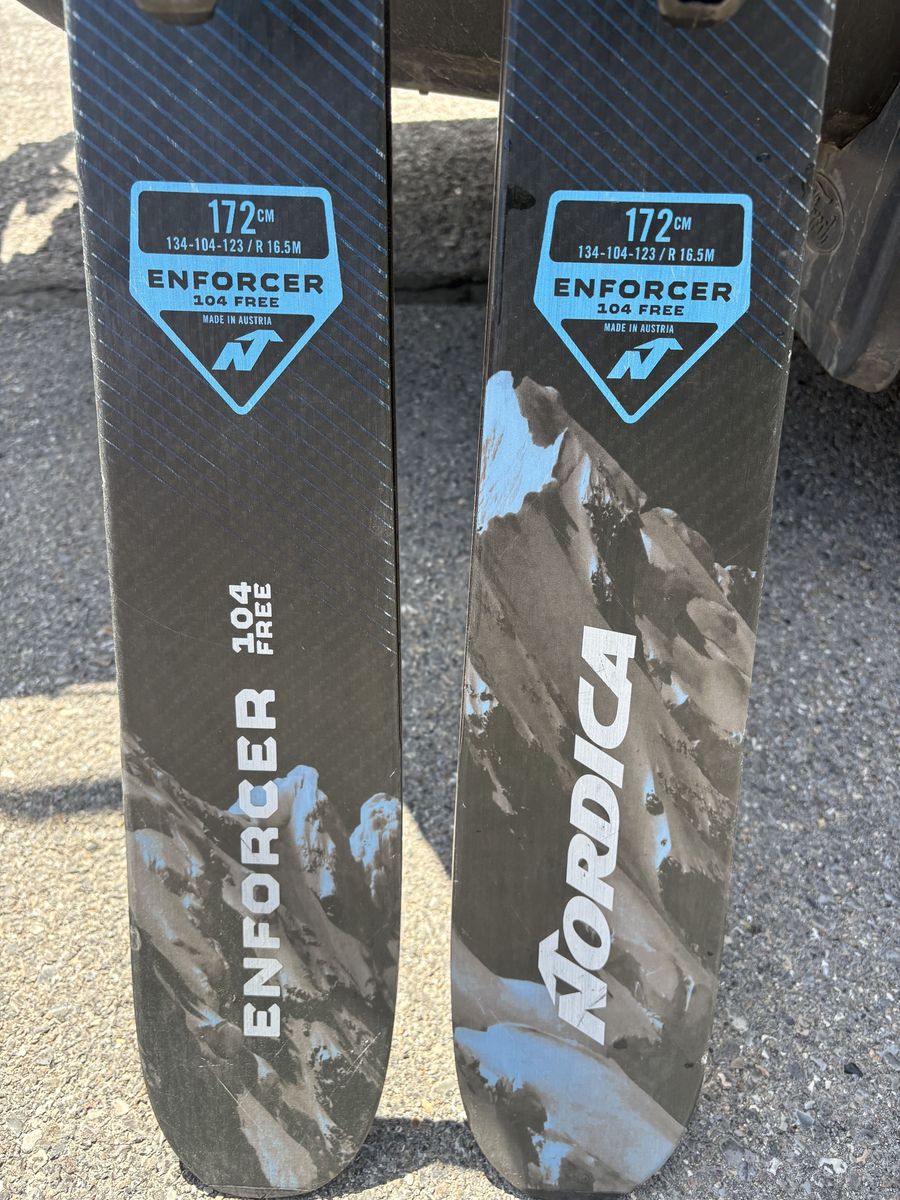 172CM
134-104-123 / R 16.5M
ENFORCER
104 FREE
MADE IN AUSTRIA
N
ENFORCER 104
FREE
172CM
134-104-123 / R 16.5M
ENFORCER
104 FREE
MADE IN AUSTRIA
N
NORDICA
Ford